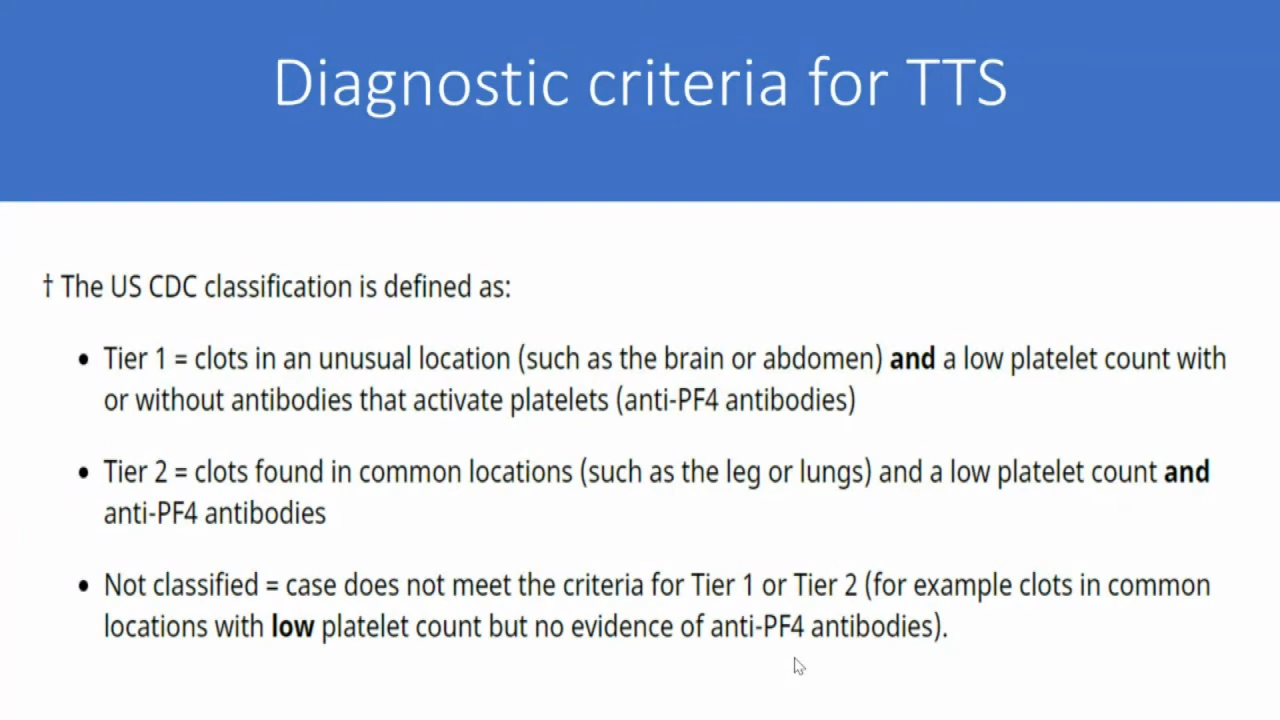 Diagnostic criteria for TTS
† The US CDC classification is defined as:
• Tier 1 = clots in an unusual location (such as the brain or abdomen) and a low platelet count with
or without antibodies that activate platelets (anti-PF4 antibodies)
• Tier 2 = clots found in common locations (such as the leg or lungs) and a low platelet count and
anti-PF4 antibodies
• Not classified = case does not meet the criteria for Tier 1 or Tier 2 (for example clots in common
locations with low platelet count but no evidence of anti-PF4 antibodies).